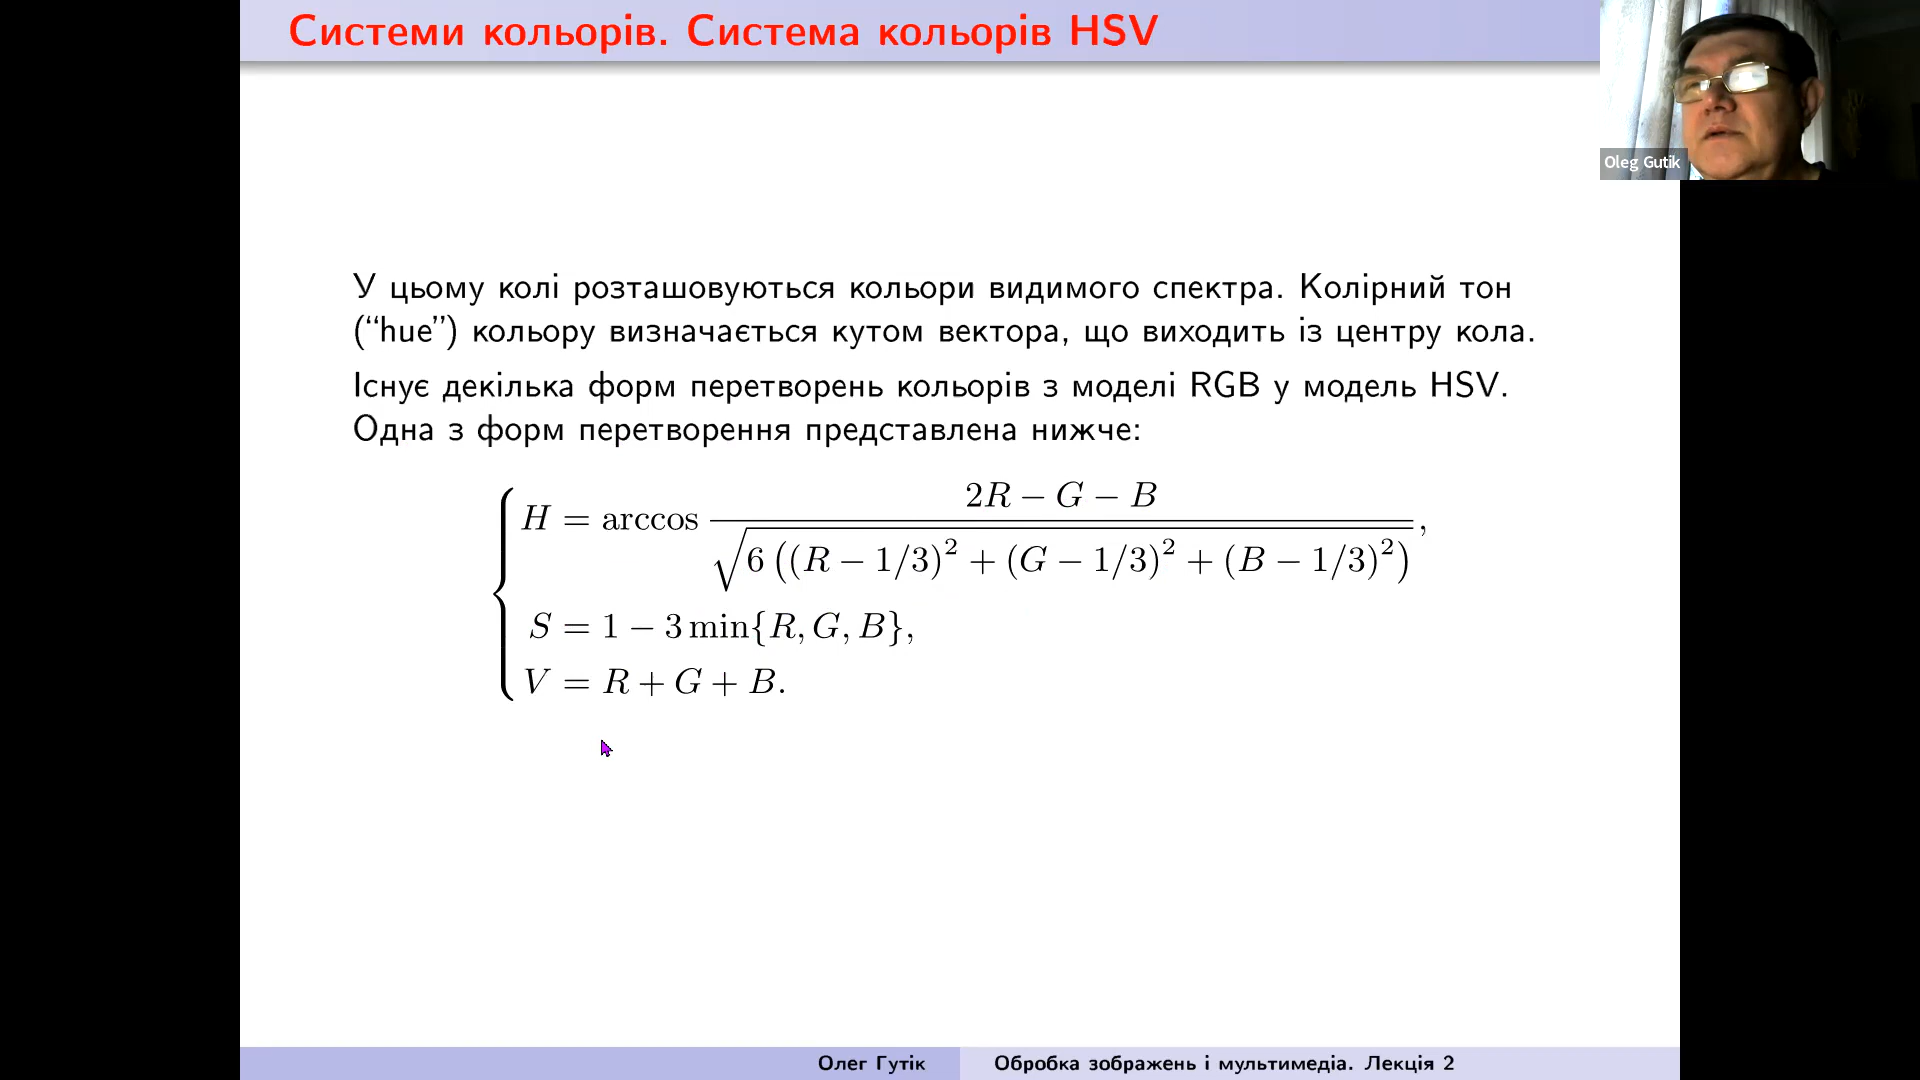 Системи кольорів. Система кольорів HSV
Oleg Gutik
У цьому колі розташовуються кольори видимого спектра. Колірний тон
(“hue”) кольору визначається кутом вектора, що виходить із центру кола.
Існує декілька форм перетворень кольорів з моделі RGB у модель HSV.
Одна з форм перетворення представлена нижче:
H = arccos (2R − G − B) / √(6((R − 1/3)² + (G − 1/3)² + (B − 1/3)²)),
S = 1 − 3 min{R, G, B},
V = R + G + B.
Олег Гутік Обробка зображень і мультимедіа. Лекція 2